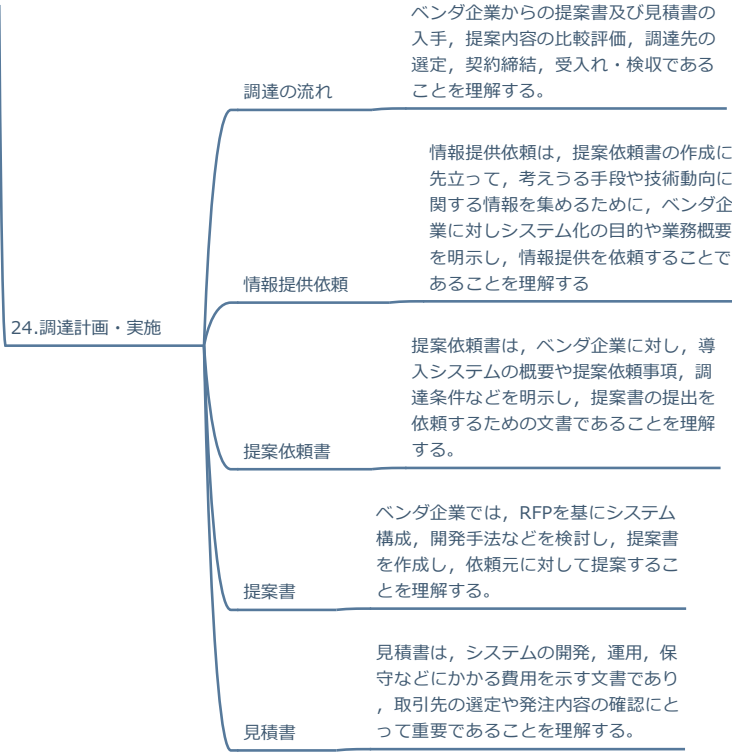 24.調達計画・実施
調達の流れ
ベンダ企業からの提案書及び見積書の
入手，提案内容の比較評価，調達先の
選定，契約締結，受入れ・検収である
ことを理解する。
情報提供依頼
情報提供依頼は，提案依頼書の作成に
先立って，考えうる手段や技術動向に
関する情報を集めるために，ベンダ企
業に対しシステム化の目的や業務概要
を明示し，情報提供を依頼することで
あることを理解する
提案依頼書
提案依頼書は，ベンダ企業に対し，導
入システムの概要や提案依頼事項，調
達条件などを明示し，提案書の提出を
依頼するための文書であることを理解
する。
提案書
ベンダ企業では，RFPを基にシステム
構成，開発手法などを検討し，提案書
を作成し，依頼元に対して提案するこ
とを理解する。
見積書
見積書は，システムの開発，運用，保
守などにかかる費用を示す文書であり
，取引先の選定や発注内容の確認にと
って重要であることを理解する。